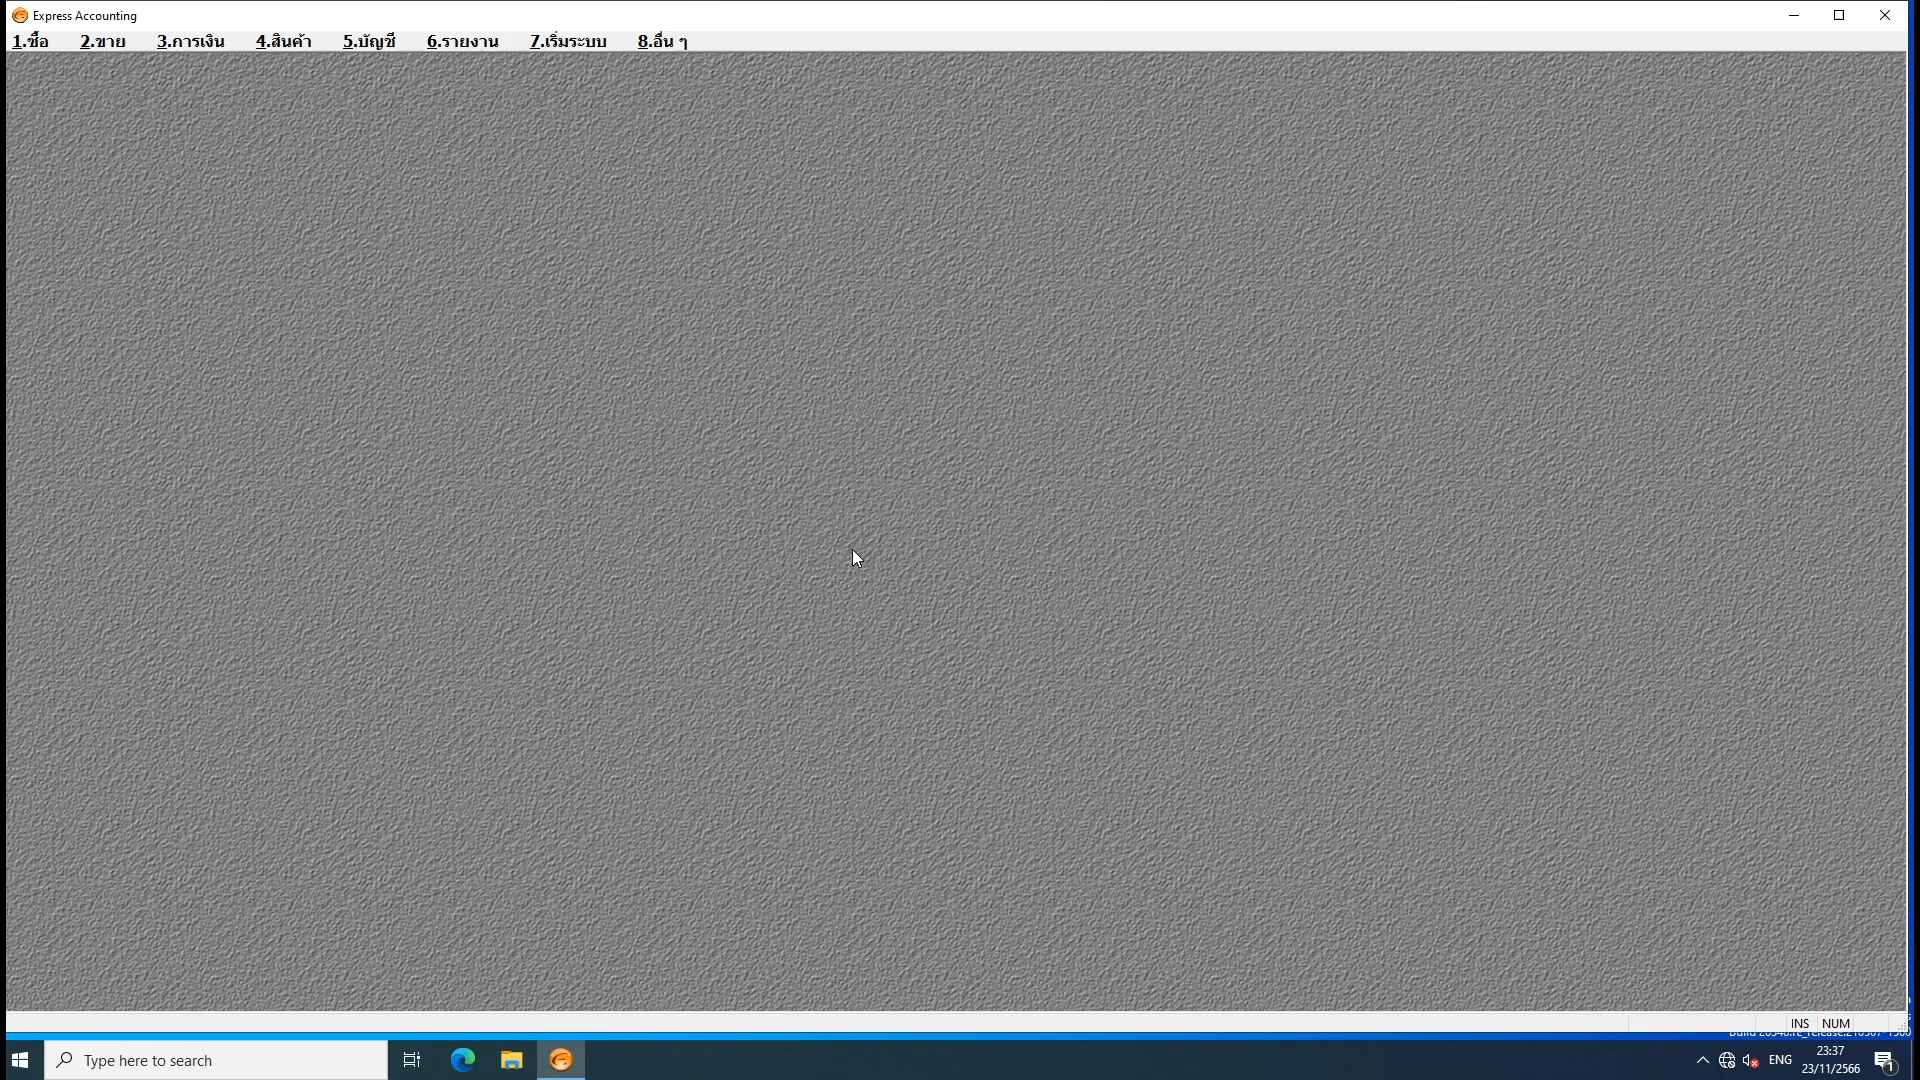 Express Accounting
1.ซื้อ 2.ขาย 3.การเงิน 4.สินค้า 5.บัญชี 6.รายงาน 7.เริ่มระบบ 8.อื่น ๆ
INS NUM
Type here to search
ENG
23:37
23/11/2566
1